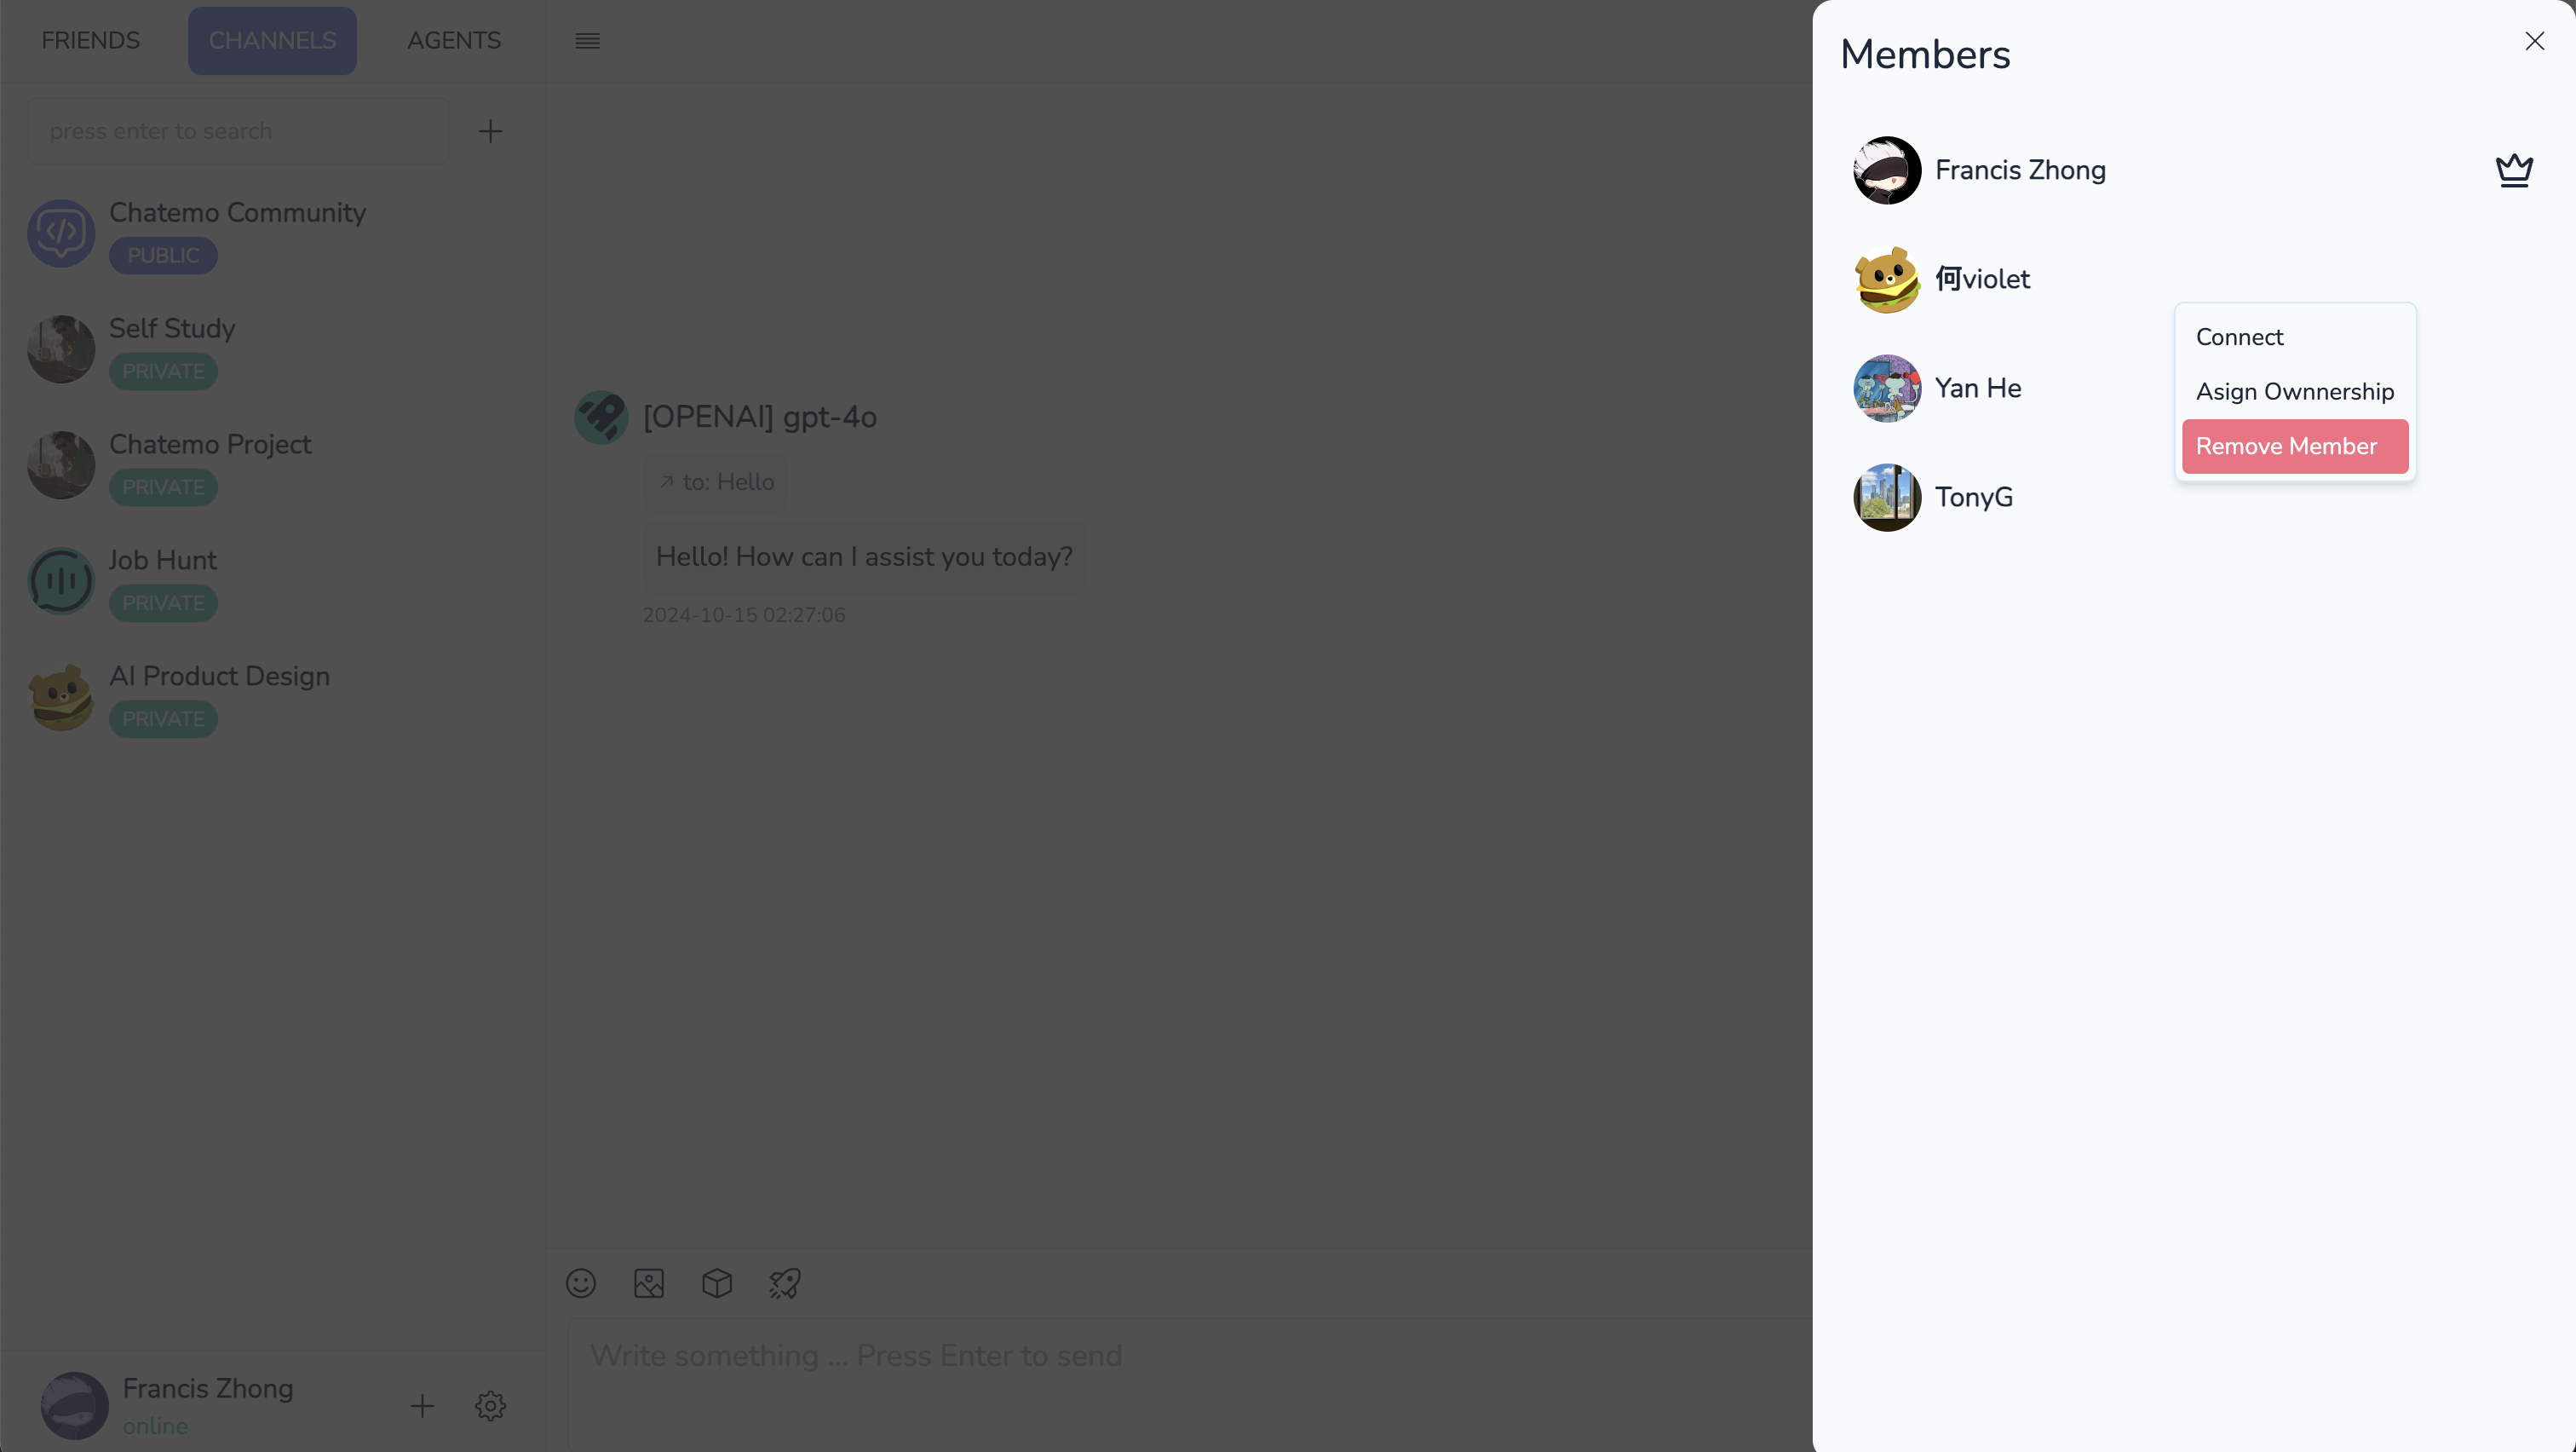 FRIENDS
CHANNELS
AGENTS
press enter to search
Chatemo Community
PUBLIC
Self Study
PRIVATE
Chatemo Project
PRIVATE
Job Hunt
PRIVATE
AI Product Design
PRIVATE
Francis Zhong
online
[OPENAI] gpt-4o
to: Hello
Hello! How can I assist you today?
2024-10-15 02:27:06
Write something ... Press Enter to send
Members
Francis Zhong
何violet
Yan He
TonyG
Connect
Asign Ownnership
Remove Member